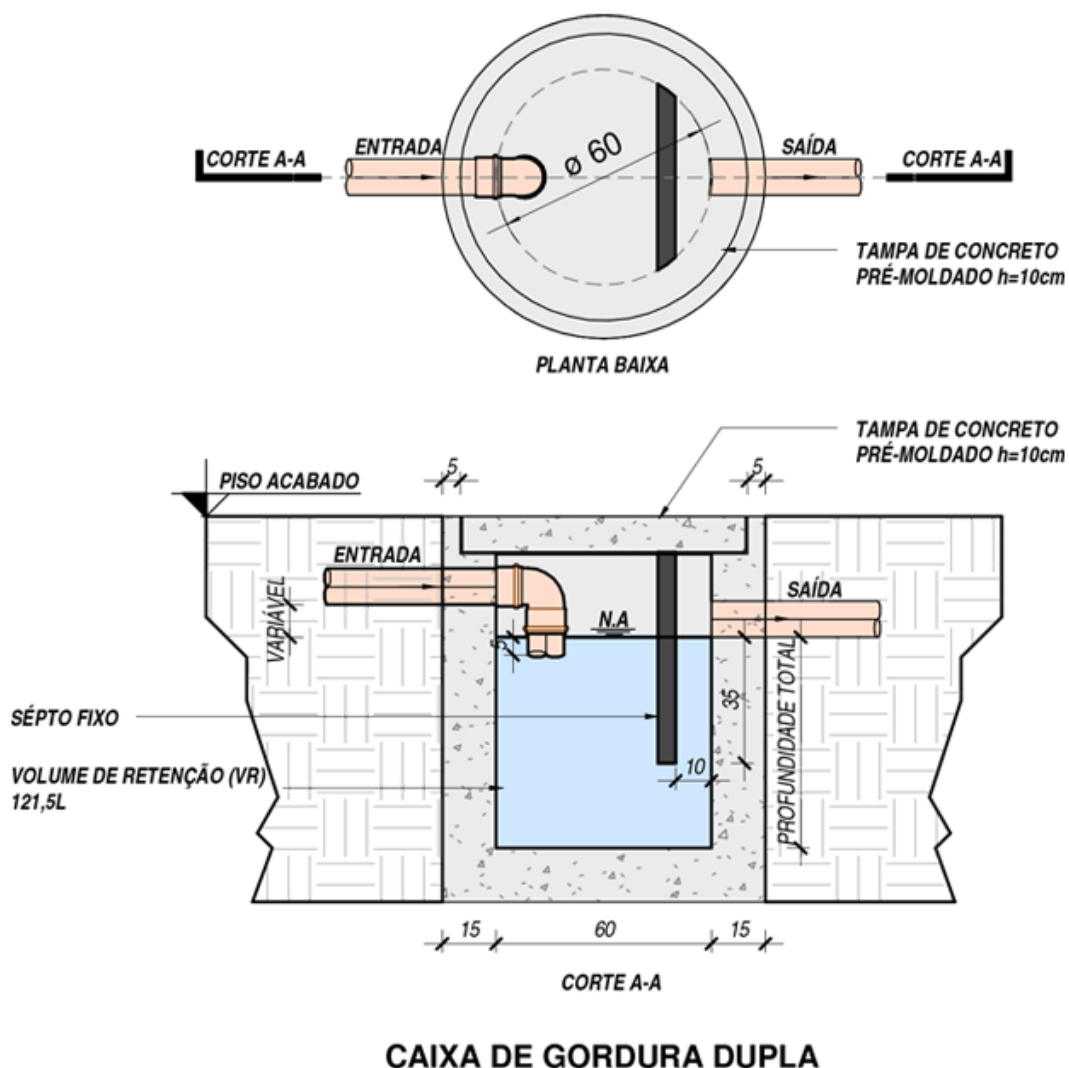 CORTE A-A
ENTRADA
SAÍDA
CORTE A-A
ø 60
TAMPA DE CONCRETO
PRÉ-MOLDADO h=10cm
PLANTA BAIXA
TAMPA DE CONCRETO
PRÉ-MOLDADO h=10cm
5
5
PISO ACABADO
ENTRADA
SAÍDA
VARIÁVEL
N.A
5
35
PROFUNDIDADE TOTAL
SÉPTO FIXO
10
VOLUME DE RETENÇÃO (VR)
121,5L
15
60
15
CORTE A-A
CAIXA DE GORDURA DUPLA